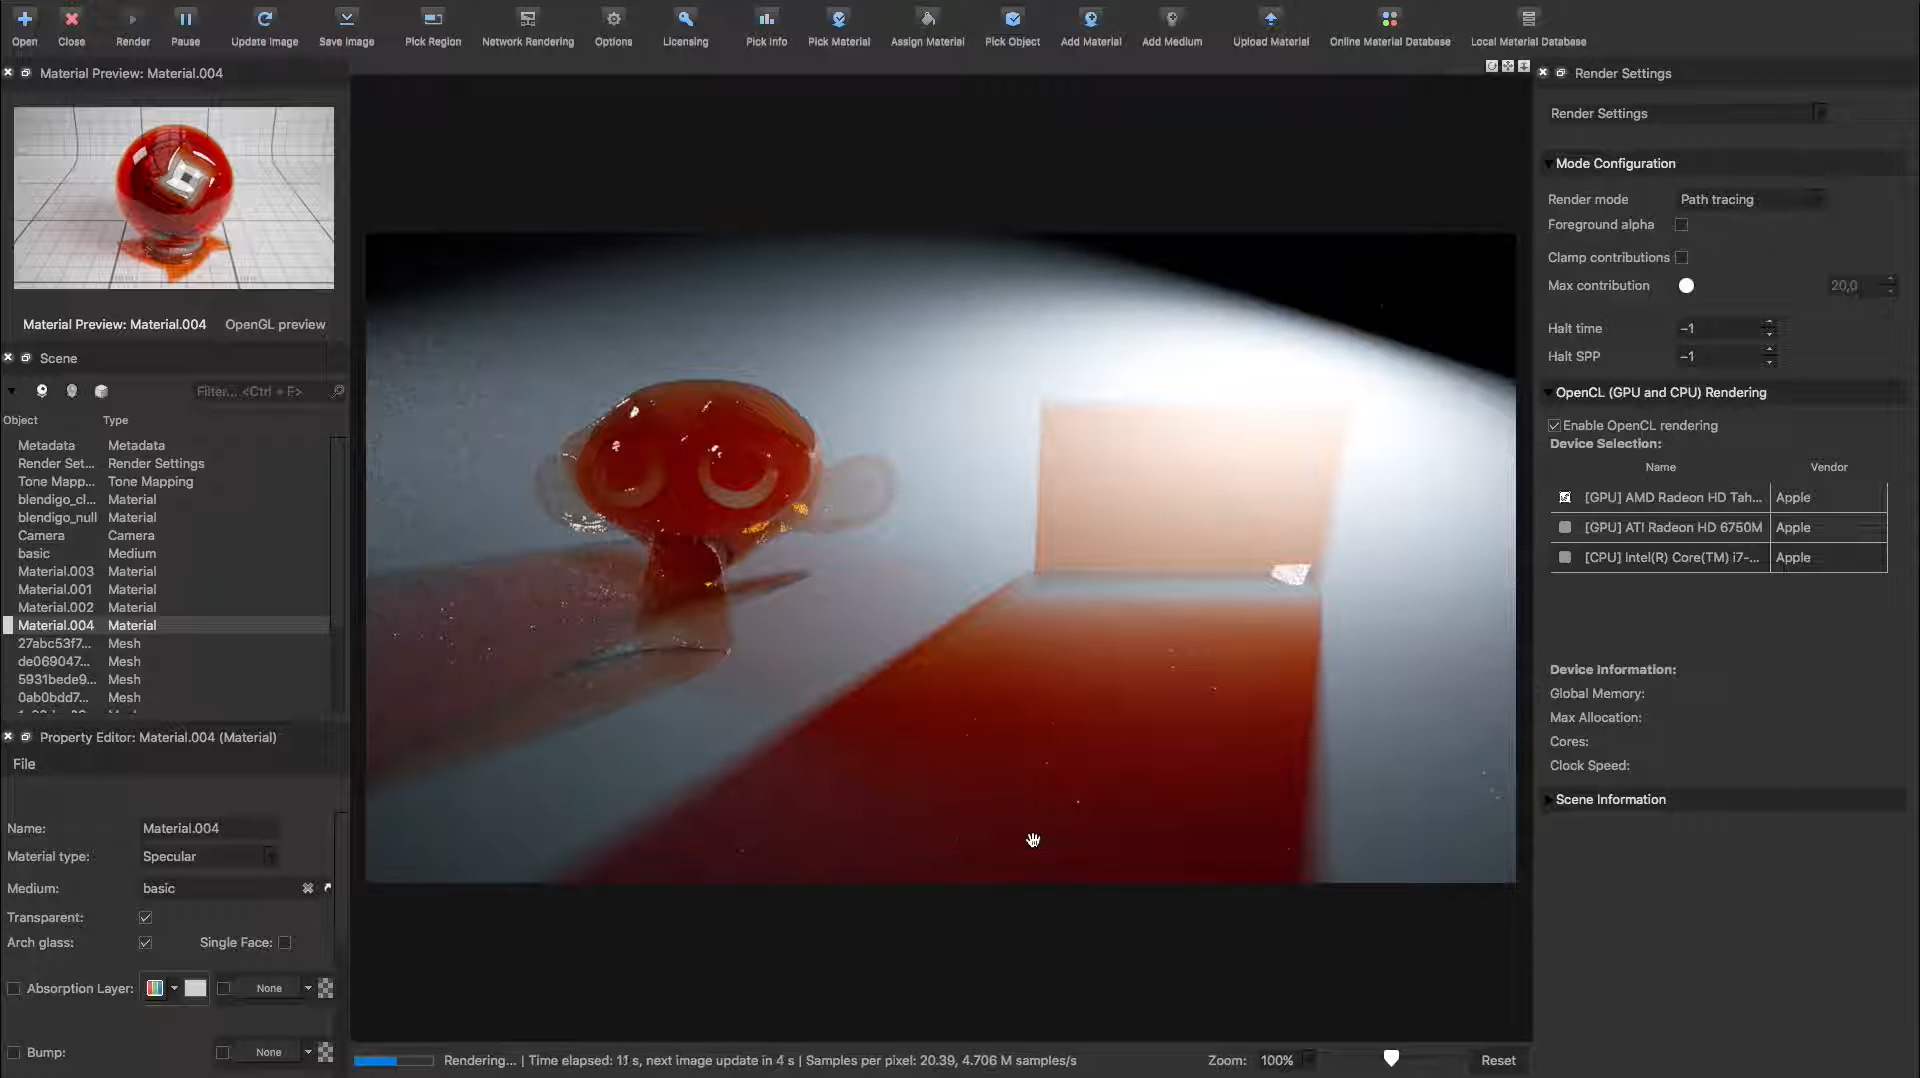 Open Close Render Pause Update Image Save Image Pick Region Network Rendering Options Licensing Pick Info Pick Material Assign Material Pick Object Add Material Add Medium Upload Material Online Material Database Local Material Database
Material Preview: Material.004
Material Preview: Material.004 OpenGL preview
Scene
Filter... <Ctrl + F>
Object Type
Metadata Metadata
Render Set... Render Settings
Tone Mapp... Tone Mapping
blendigo_cl... Material
blendigo_null Material
Camera Camera
basic Medium
Material.003 Material
Material.001 Material
Material.002 Material
Material.004 Material
27abc53f7... Mesh
de069047... Mesh
5931bede9... Mesh
0ab0bdd7... Mesh
Property Editor: Material.004 (Material)
File
Name: Material.004
Material type: Specular
Medium: basic
Transparent:
Arch glass: Single Face:
Absorption Layer: None
Bump: None
Rendering... | Time elapsed: 11 s, next image update in 4 s | Samples per pixel: 20.39, 4.706 M samples/s
Zoom: 100% Reset
Render Settings
Render Settings
Mode Configuration
Render mode Path tracing
Foreground alpha
Clamp contributions
Max contribution 20,0
Halt time -1
Halt SPP -1
OpenCL (GPU and CPU) Rendering
Enable OpenCL rendering
Device Selection:
Name Vendor
[GPU] AMD Radeon HD Tah... Apple
[GPU] ATI Radeon HD 6750M Apple
[CPU] Intel(R) Core(TM) i7-... Apple
Device Information:
Global Memory:
Max Allocation:
Cores:
Clock Speed:
Scene Information